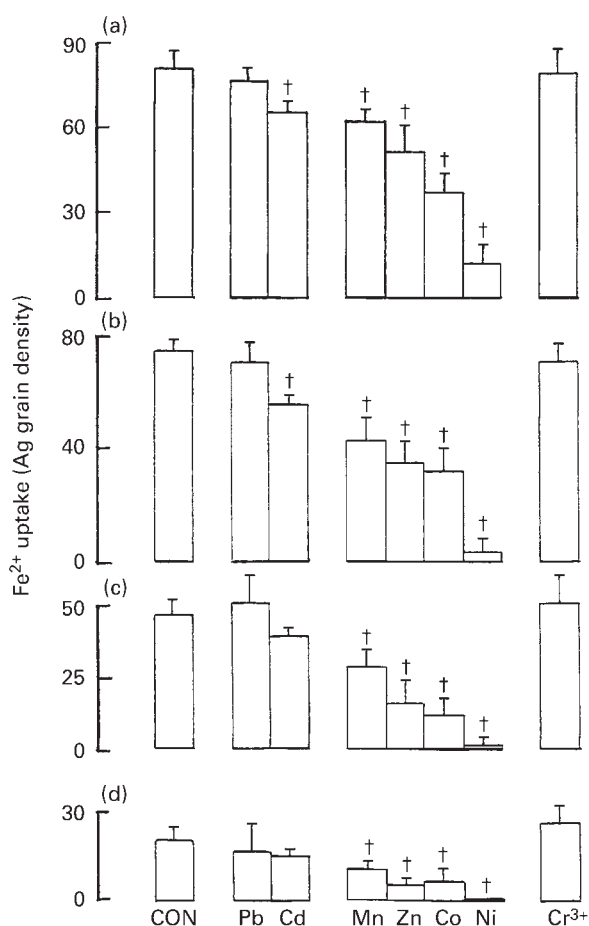 (a)
90
60
30
0
† † † † † †
(b)
80
40
0
† † † † †
(c)
50
25
0
† † † †
(d)
30
0
† † † †
CON Pb Cd Mn Zn Co Ni Cr³⁺
Fe²⁺ uptake (Ag grain density)